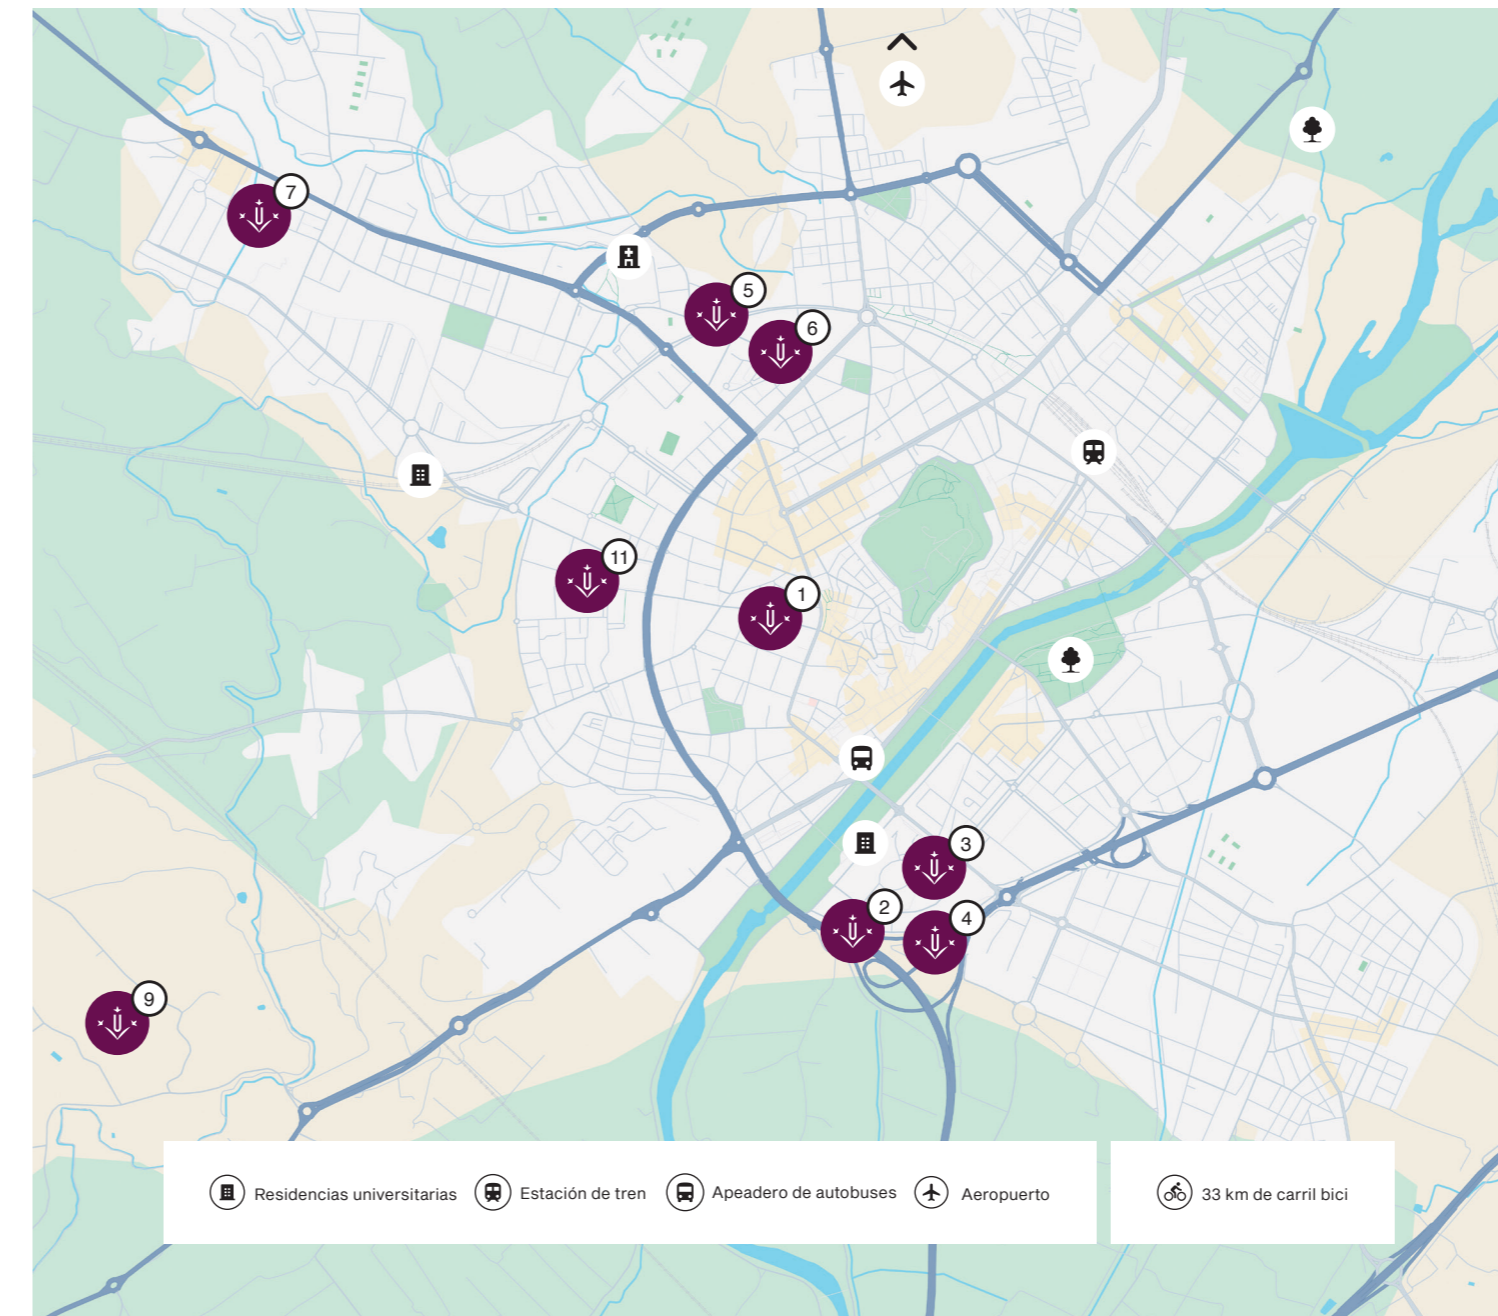 7
5
6
11
1
3
2
4
9
Residencias universitarias
Estación de tren
Apeadero de autobuses
Aeropuerto
33 km de carril bici